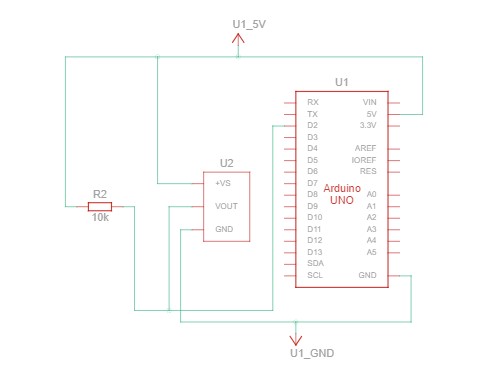 U1_5V
U1
RX VIN
TX 5V
D2 3.3V
D3
D4 AREF
D5 IOREF
D6 RES
D7
D8 A0
D9 A1
D10 A2
D11 A3
D12 A4
D13 A5
SDA
SCL GND
Arduino
UNO
U2
+VS
VOUT
GND
R2
10k
U1_GND